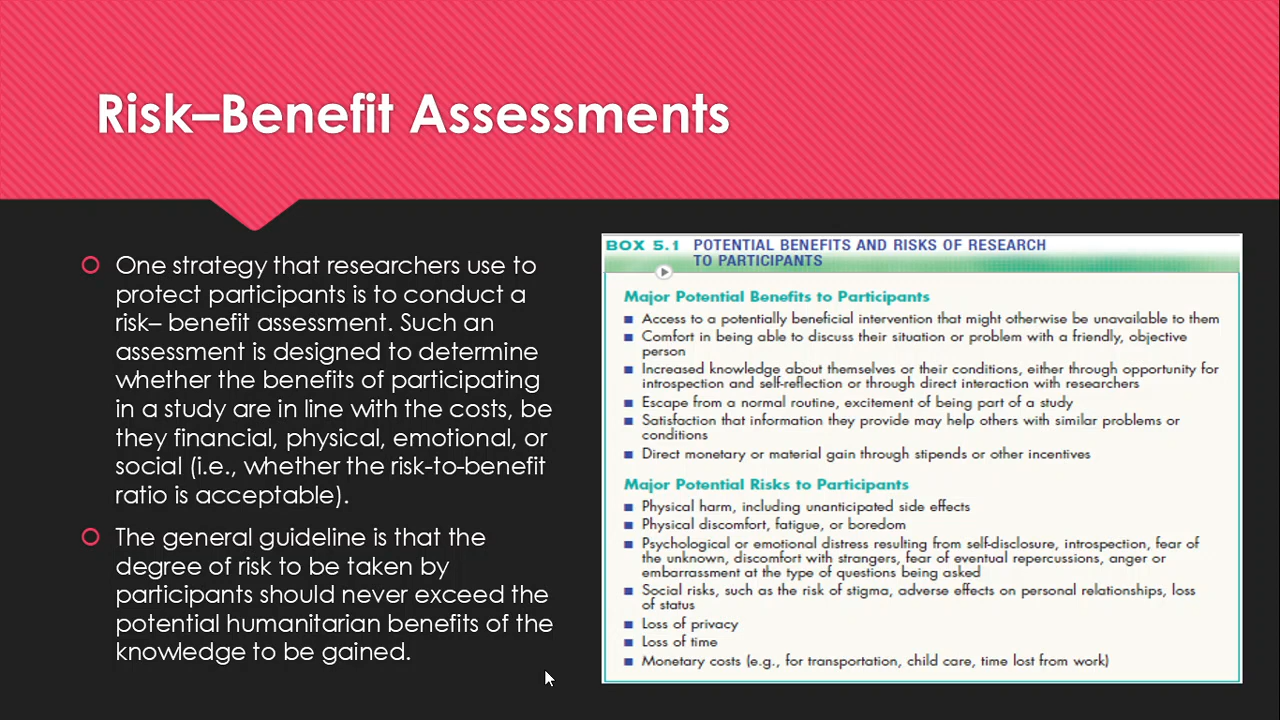 Risk–Benefit Assessments
One strategy that researchers use to
protect participants is to conduct a
risk– benefit assessment. Such an
assessment is designed to determine
whether the benefits of participating
in a study are in line with the costs, be
they financial, physical, emotional, or
social (i.e., whether the risk-to-benefit
ratio is acceptable).
The general guideline is that the
degree of risk to be taken by
participants should never exceed the
potential humanitarian benefits of the
knowledge to be gained.
BOX 5.1 POTENTIAL BENEFITS AND RISKS OF RESEARCH
TO PARTICIPANTS
Major Potential Benefits to Participants
Access to a potentially beneficial intervention that might otherwise be unavailable to them
Comfort in being able to discuss their situation or problem with a friendly, objective
person
Increased knowledge about themselves or their conditions, either through opportunity for
introspection and self-reflection or through direct interaction with researchers
Escape from a normal routine, excitement of being part of a study
Satisfaction that information they provide may help others with similar problems or
conditions
Direct monetary or material gain through stipends or other incentives
Major Potential Risks to Participants
Physical harm, including unanticipated side effects
Physical discomfort, fatigue, or boredom
Psychological or emotional distress resulting from self-disclosure, introspection, fear of
the unknown, discomfort with strangers, fear of eventual repercussions, anger or
embarrassment at the type of questions being asked
Social risks, such as the risk of stigma, adverse effects on personal relationships, loss
of status
Loss of privacy
Loss of time
Monetary costs (e.g., for transportation, child care, time lost from work)